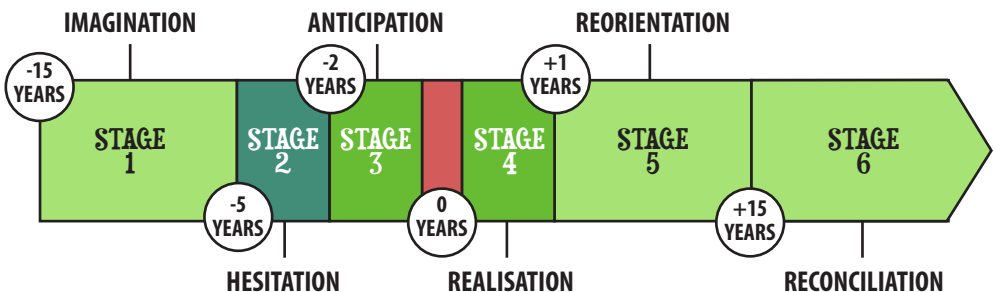 IMAGINATION
ANTICIPATION
REORIENTATION
-15
YEARS
-2
YEARS
+1
YEARS
STAGE
1
STAGE
2
STAGE
3
STAGE
4
STAGE
5
STAGE
6
-5
YEARS
0
YEARS
+15
YEARS
HESITATION
REALISATION
RECONCILIATION